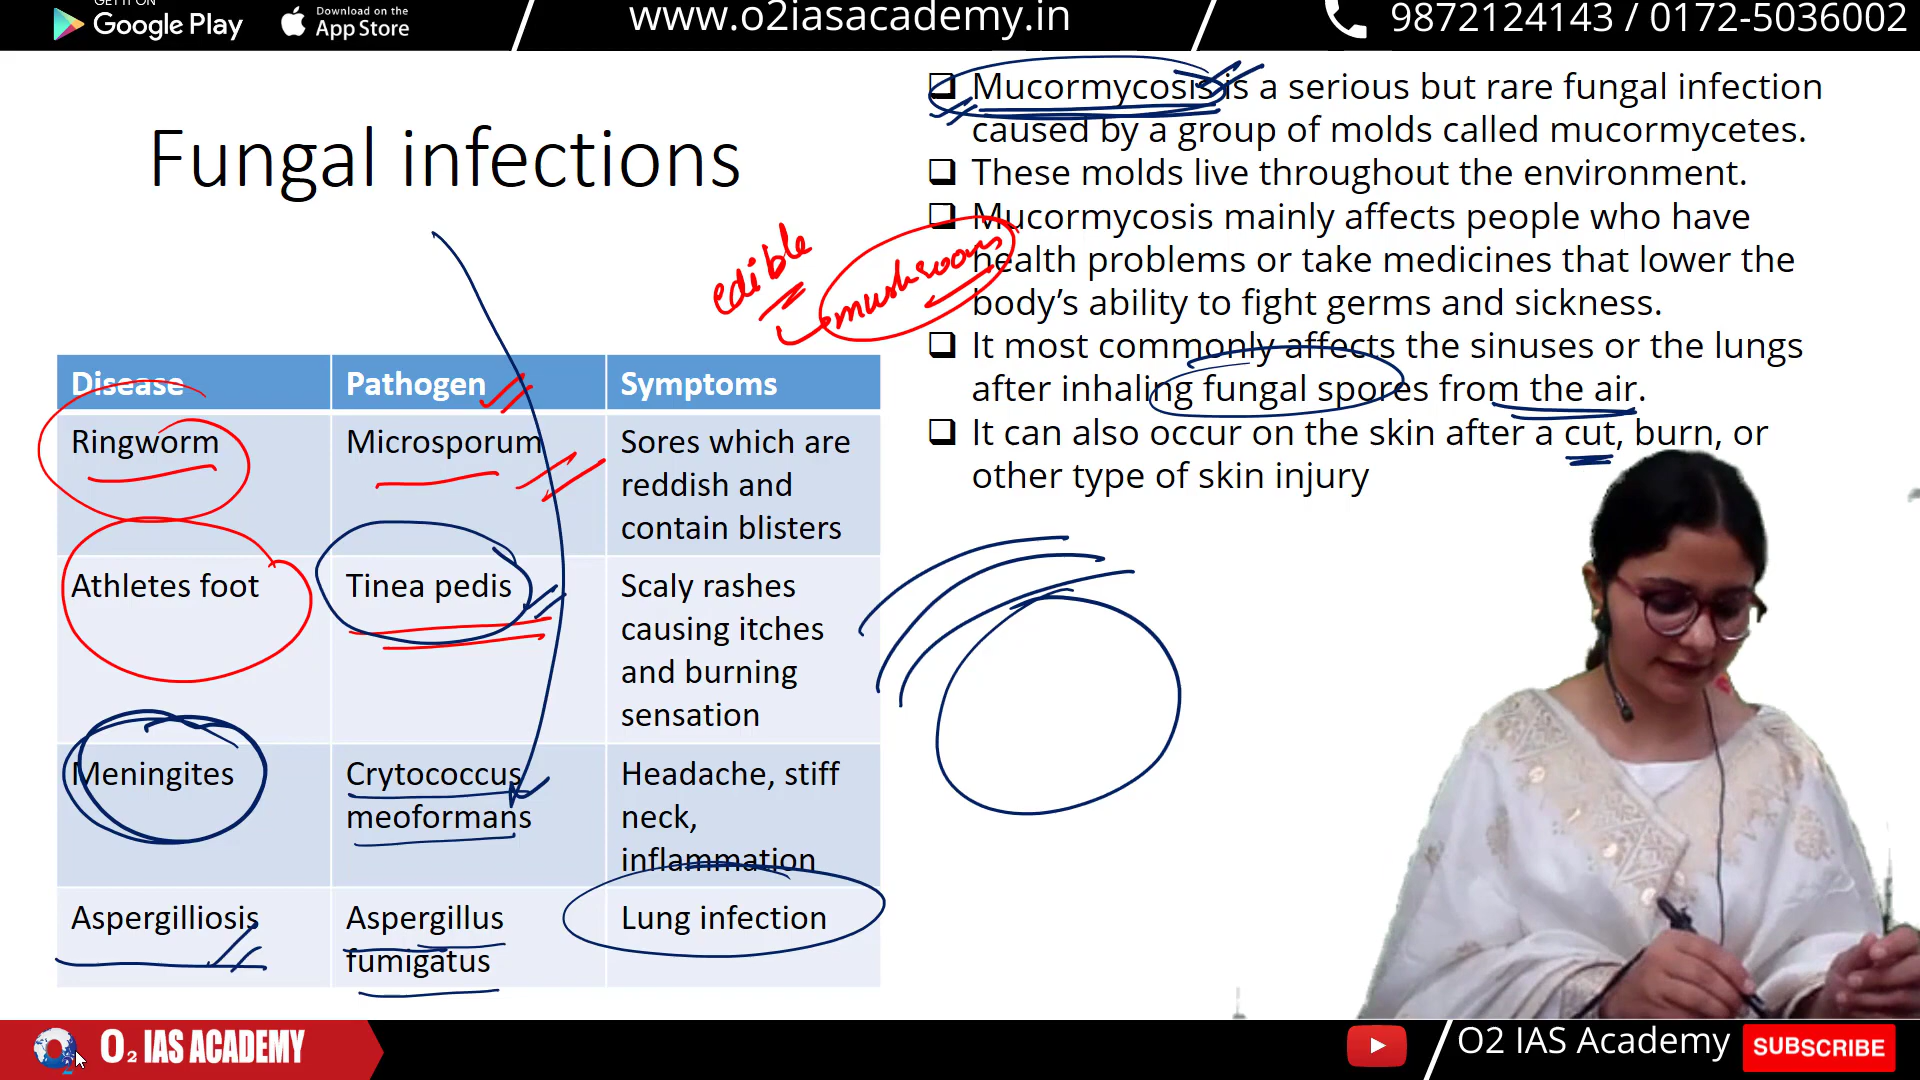 GET IT ON
Google Play
Download on the
App Store
www.o2iasacademy.in
9872124143 / 0172-5036002
Fungal infections
edible
mushrooms
Disease Pathogen Symptoms
Ringworm Microsporum Sores which are
reddish and
contain blisters
Athletes foot Tinea pedis Scaly rashes
causing itches
and burning
sensation
Meningites Crytococcus Headache, stiff
meoformans neck,
inflammation
Aspergilliosis Aspergillus Lung infection
fumigatus
❑ Mucormycosis is a serious but rare fungal infection
caused by a group of molds called mucormycetes.
❑ These molds live throughout the environment.
❑ Mucormycosis mainly affects people who have
health problems or take medicines that lower the
body’s ability to fight germs and sickness.
❑ It most commonly affects the sinuses or the lungs
after inhaling fungal spores from the air.
❑ It can also occur on the skin after a cut, burn, or
other type of skin injury
O2 IAS ACADEMY
O2 IAS Academy
SUBSCRIBE